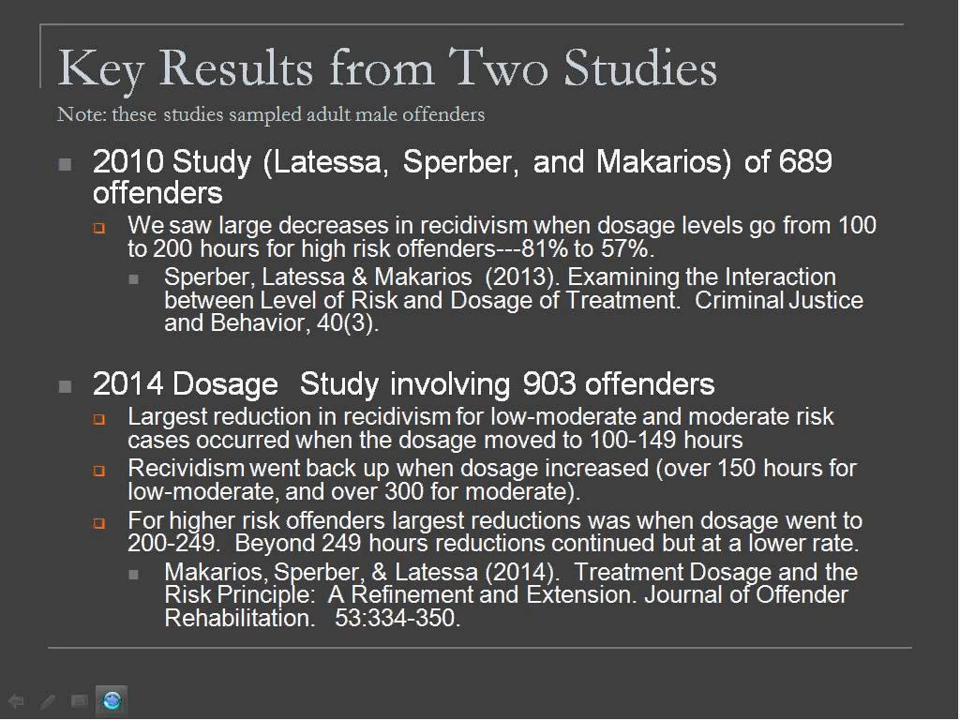 Key Results from Two Studies
Note: these studies sampled adult male offenders
2010 Study (Latessa, Sperber, and Makarios) of 689
offenders
We saw large decreases in recidivism when dosage levels go from 100
to 200 hours for high risk offenders---81% to 57%.
Sperber, Latessa & Makarios (2013). Examining the Interaction
between Level of Risk and Dosage of Treatment. Criminal Justice
and Behavior, 40(3).
2014 Dosage Study involving 903 offenders
Largest reduction in recidivism for low-moderate and moderate risk
cases occurred when the dosage moved to 100-149 hours
Recividism went back up when dosage increased (over 150 hours for
low-moderate, and over 300 for moderate).
For higher risk offenders largest reductions was when dosage went to
200-249. Beyond 249 hours reductions continued but at a lower rate.
Makarios, Sperber, & Latessa (2014). Treatment Dosage and the
Risk Principle: A Refinement and Extension. Journal of Offender
Rehabilitation. 53:334-350.